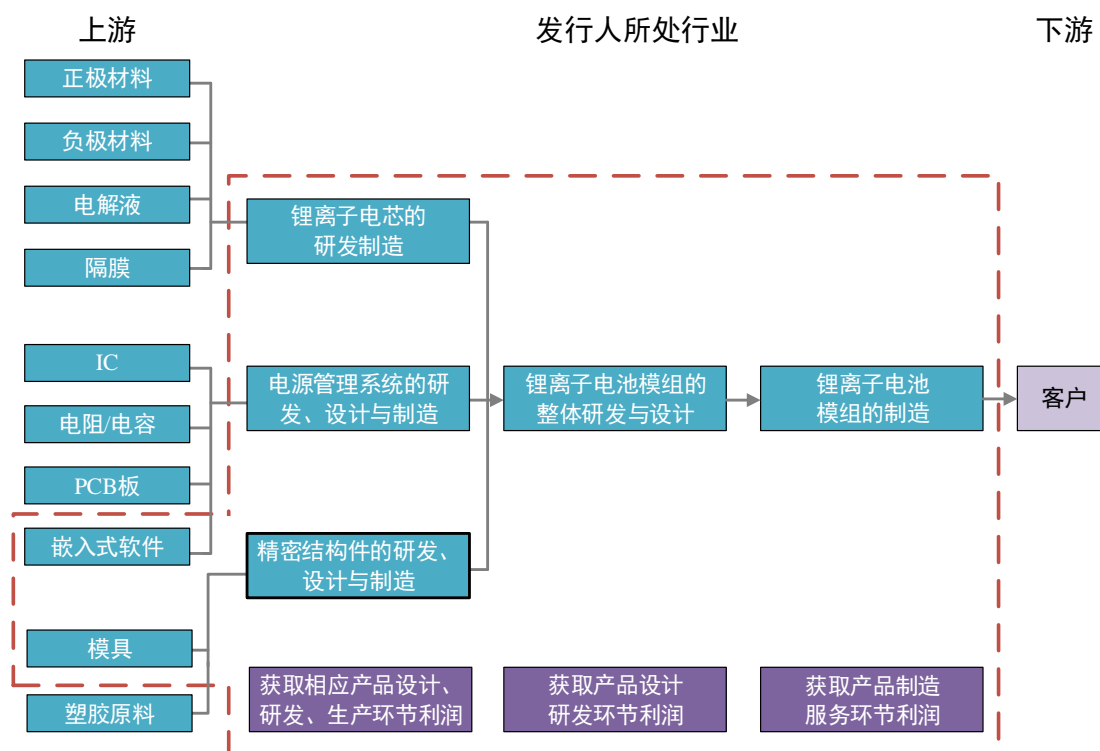 上游
发行人所处行业
下游
正极材料
负极材料
电解液
隔膜
锂离子电芯的
研发制造
IC
电阻/电容
PCB板
嵌入式软件
电源管理系统的研
发、设计与制造
锂离子电池模组的
整体研发与设计
锂离子电池
模组的制造
客户
精密结构件的研发、
设计与制造
模具
塑胶原料
获取相应产品设计、
研发、生产环节利润
获取产品设计
研发环节利润
获取产品制造
服务环节利润